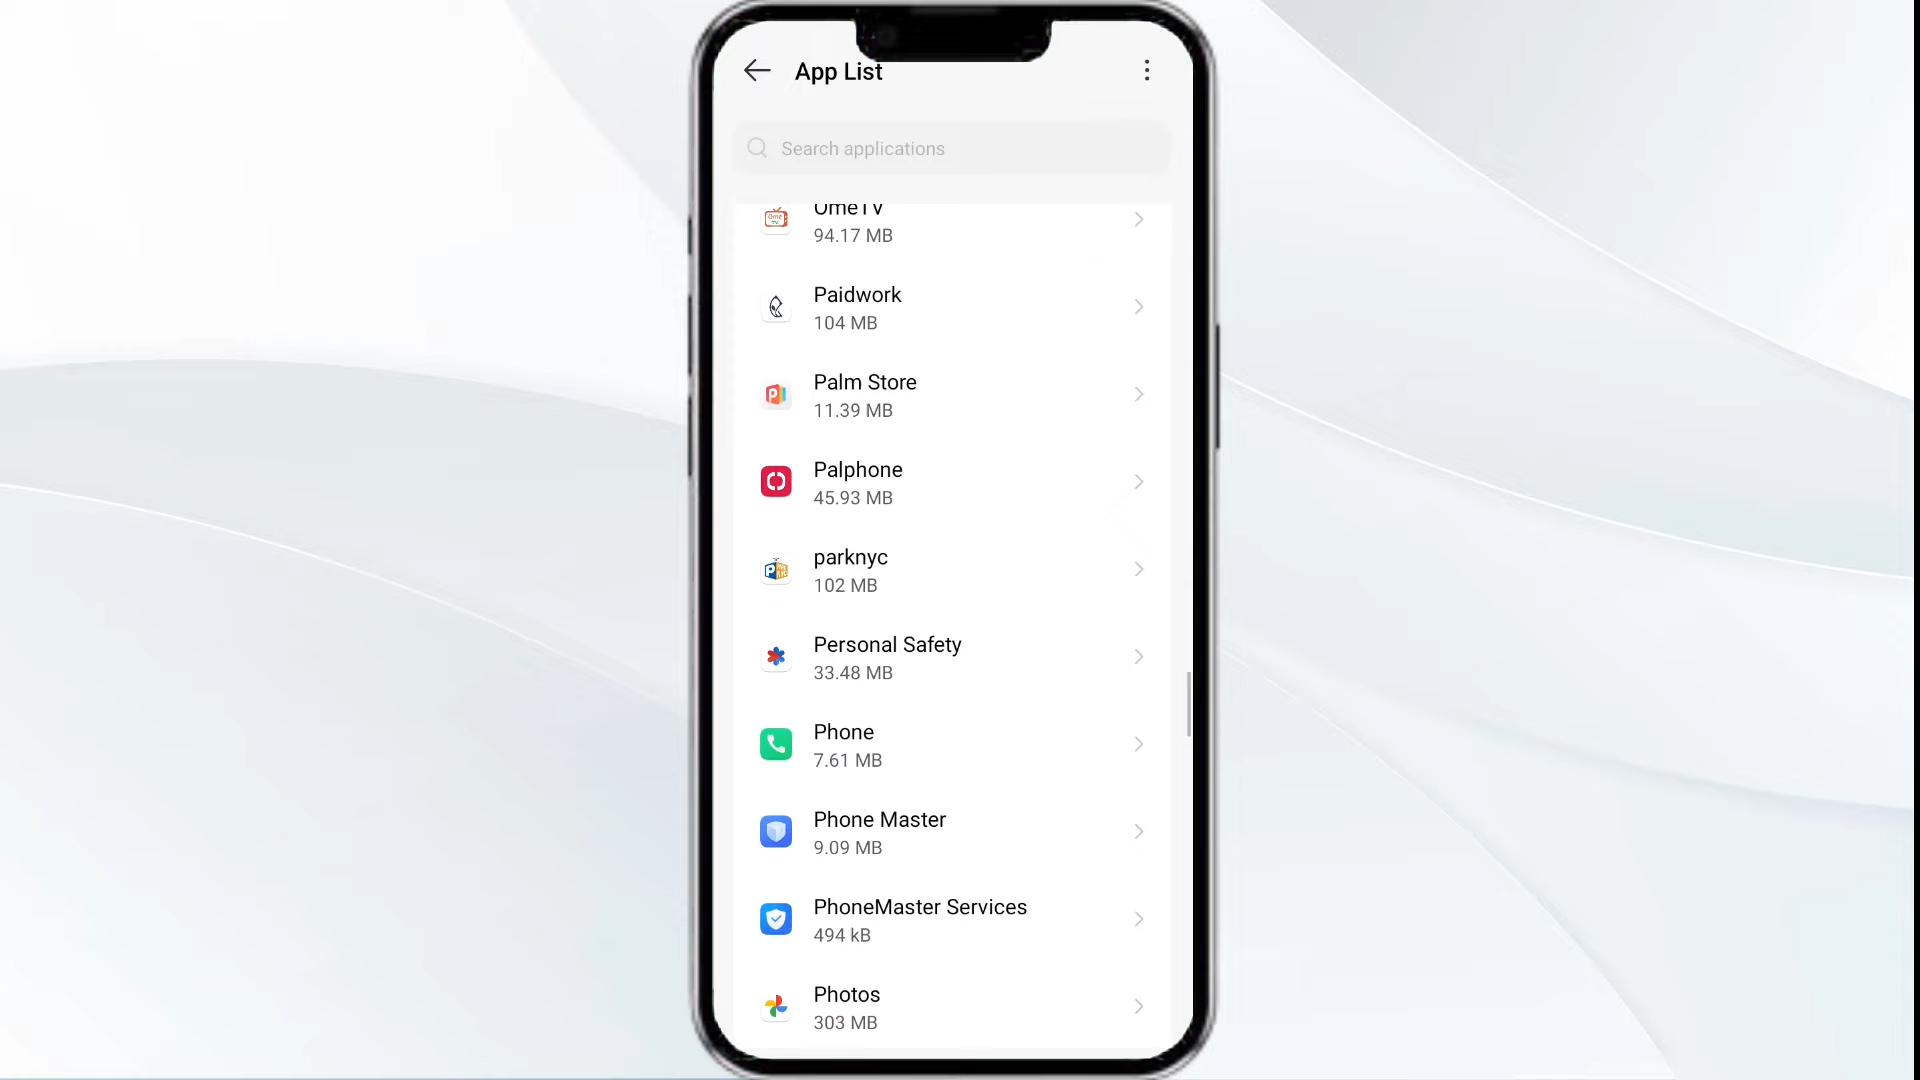 App List
Search applications
OmeTV
94.17 MB
Paidwork
104 MB
Palm Store
11.39 MB
Palphone
45.93 MB
parknyc
102 MB
Personal Safety
33.48 MB
Phone
7.61 MB
Phone Master
9.09 MB
PhoneMaster Services
494 kB
Photos
303 MB